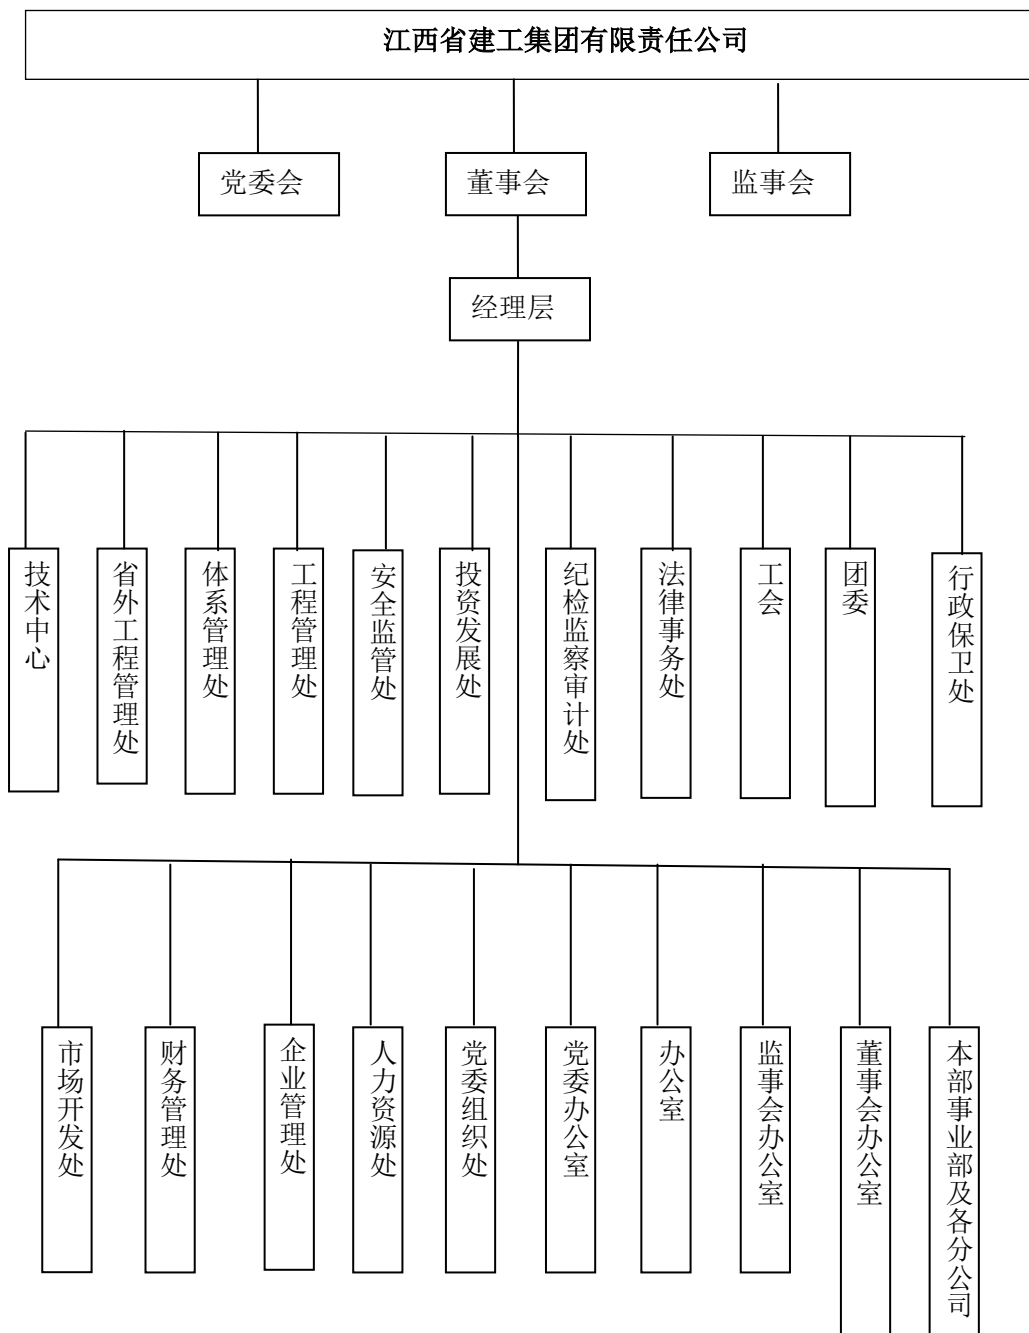 江西省建工集团有限责任公司
党委会
董事会
监事会
经理层
技术中心
省外工程管理处
体系管理处
工程管理处
安全监管处
投资发展处
纪检监察审计处
法律事务处
工会
团委
行政保卫处
市场开发处
财务管理处
企业管理处
人力资源处
党委组织处
党委办公室
办公室
监事会办公室
董事会办公室
本部事业部及各分公司